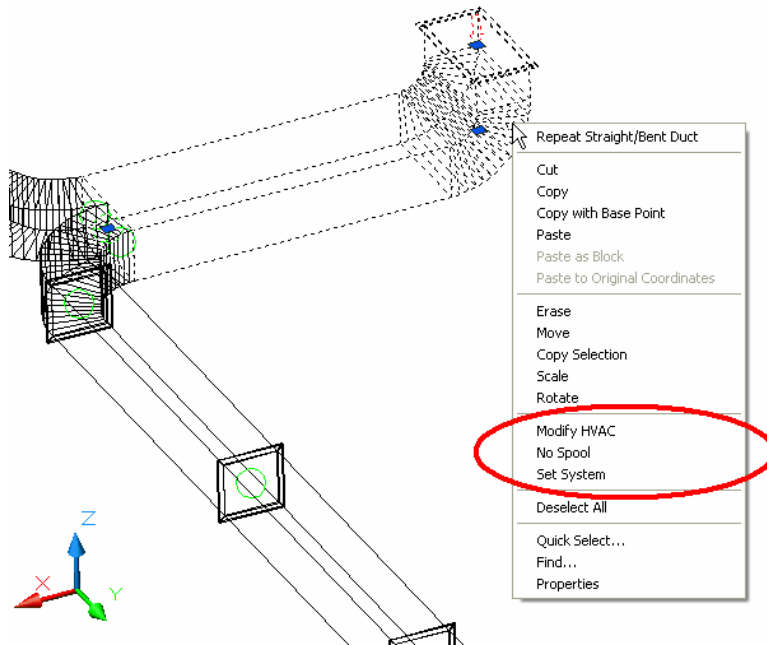 Repeat Straight/Bent Duct
Cut
Copy
Copy with Base Point
Paste
Paste as Block
Paste to Original Coordinates
Erase
Move
Copy Selection
Scale
Rotate
Modify HVAC
No Spool
Set System
Deselect All
Quick Select...
Find...
Properties
Z
X
Y